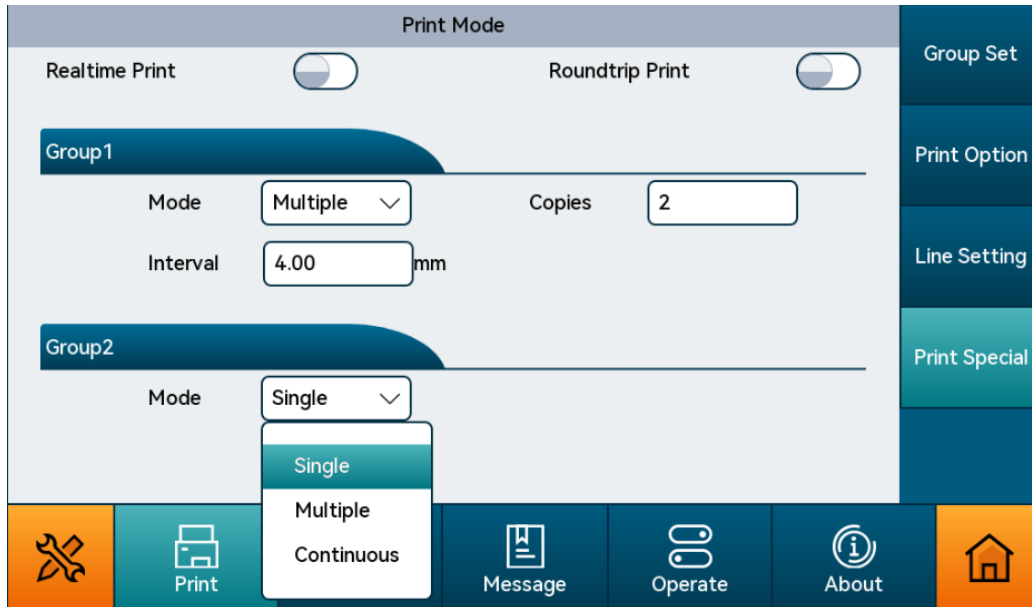 Print Mode
Group Set
Realtime Print
Roundtrip Print
Group1
Print Option
Mode
Multiple
Copies
2
Interval
4.00
mm
Line Setting
Group2
Print Special
Mode
Single
Single
Multiple
Continuous
Print
Message
Operate
About